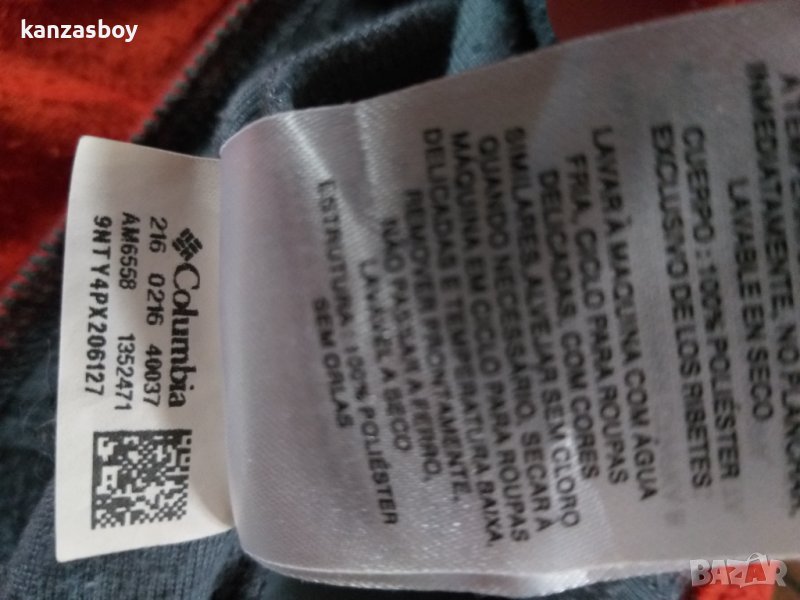 kanzasboy
Columbia
216 0216 40037
AM6558 1352471
9NTY4PX206127
INMEDIATAMENTE, NO PLANCHAR,
LAVABLE EN SECO
CUERPO : 100% POLIÉSTER
EXCLUSIVO DE LOS RIBETES
LAVAR À MAQUINA COM ÁGUA
FRIA, CICLO PARA ROUPAS
DELICADAS, COM CORES
SIMILARES, ALVEJAR SEM CLORO
QUANDO NECESSÁRIO, SECAR À
MÁQUINA EM CICLO PARA ROUPAS
DELICADAS E TEMPERATURA BAIXA,
REMOVER PRONTAMENTE.
NÃO PASSAR A FERRO,
LAVÁVEL A SECO
ESTRUTURA : 100% POLIÉSTER
SEM ORLAS
BAZAR